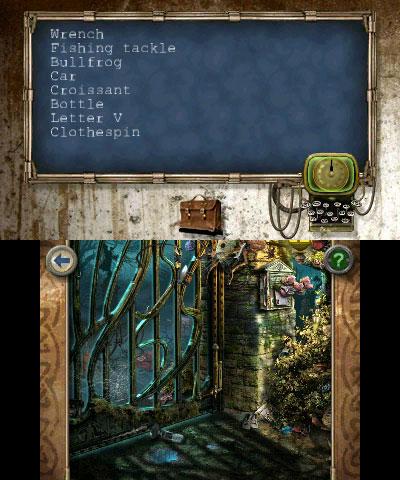 Wrench
Fishing tackle
Bullfrog
Car
Croissant
Bottle
Letter V
Clothespin
?